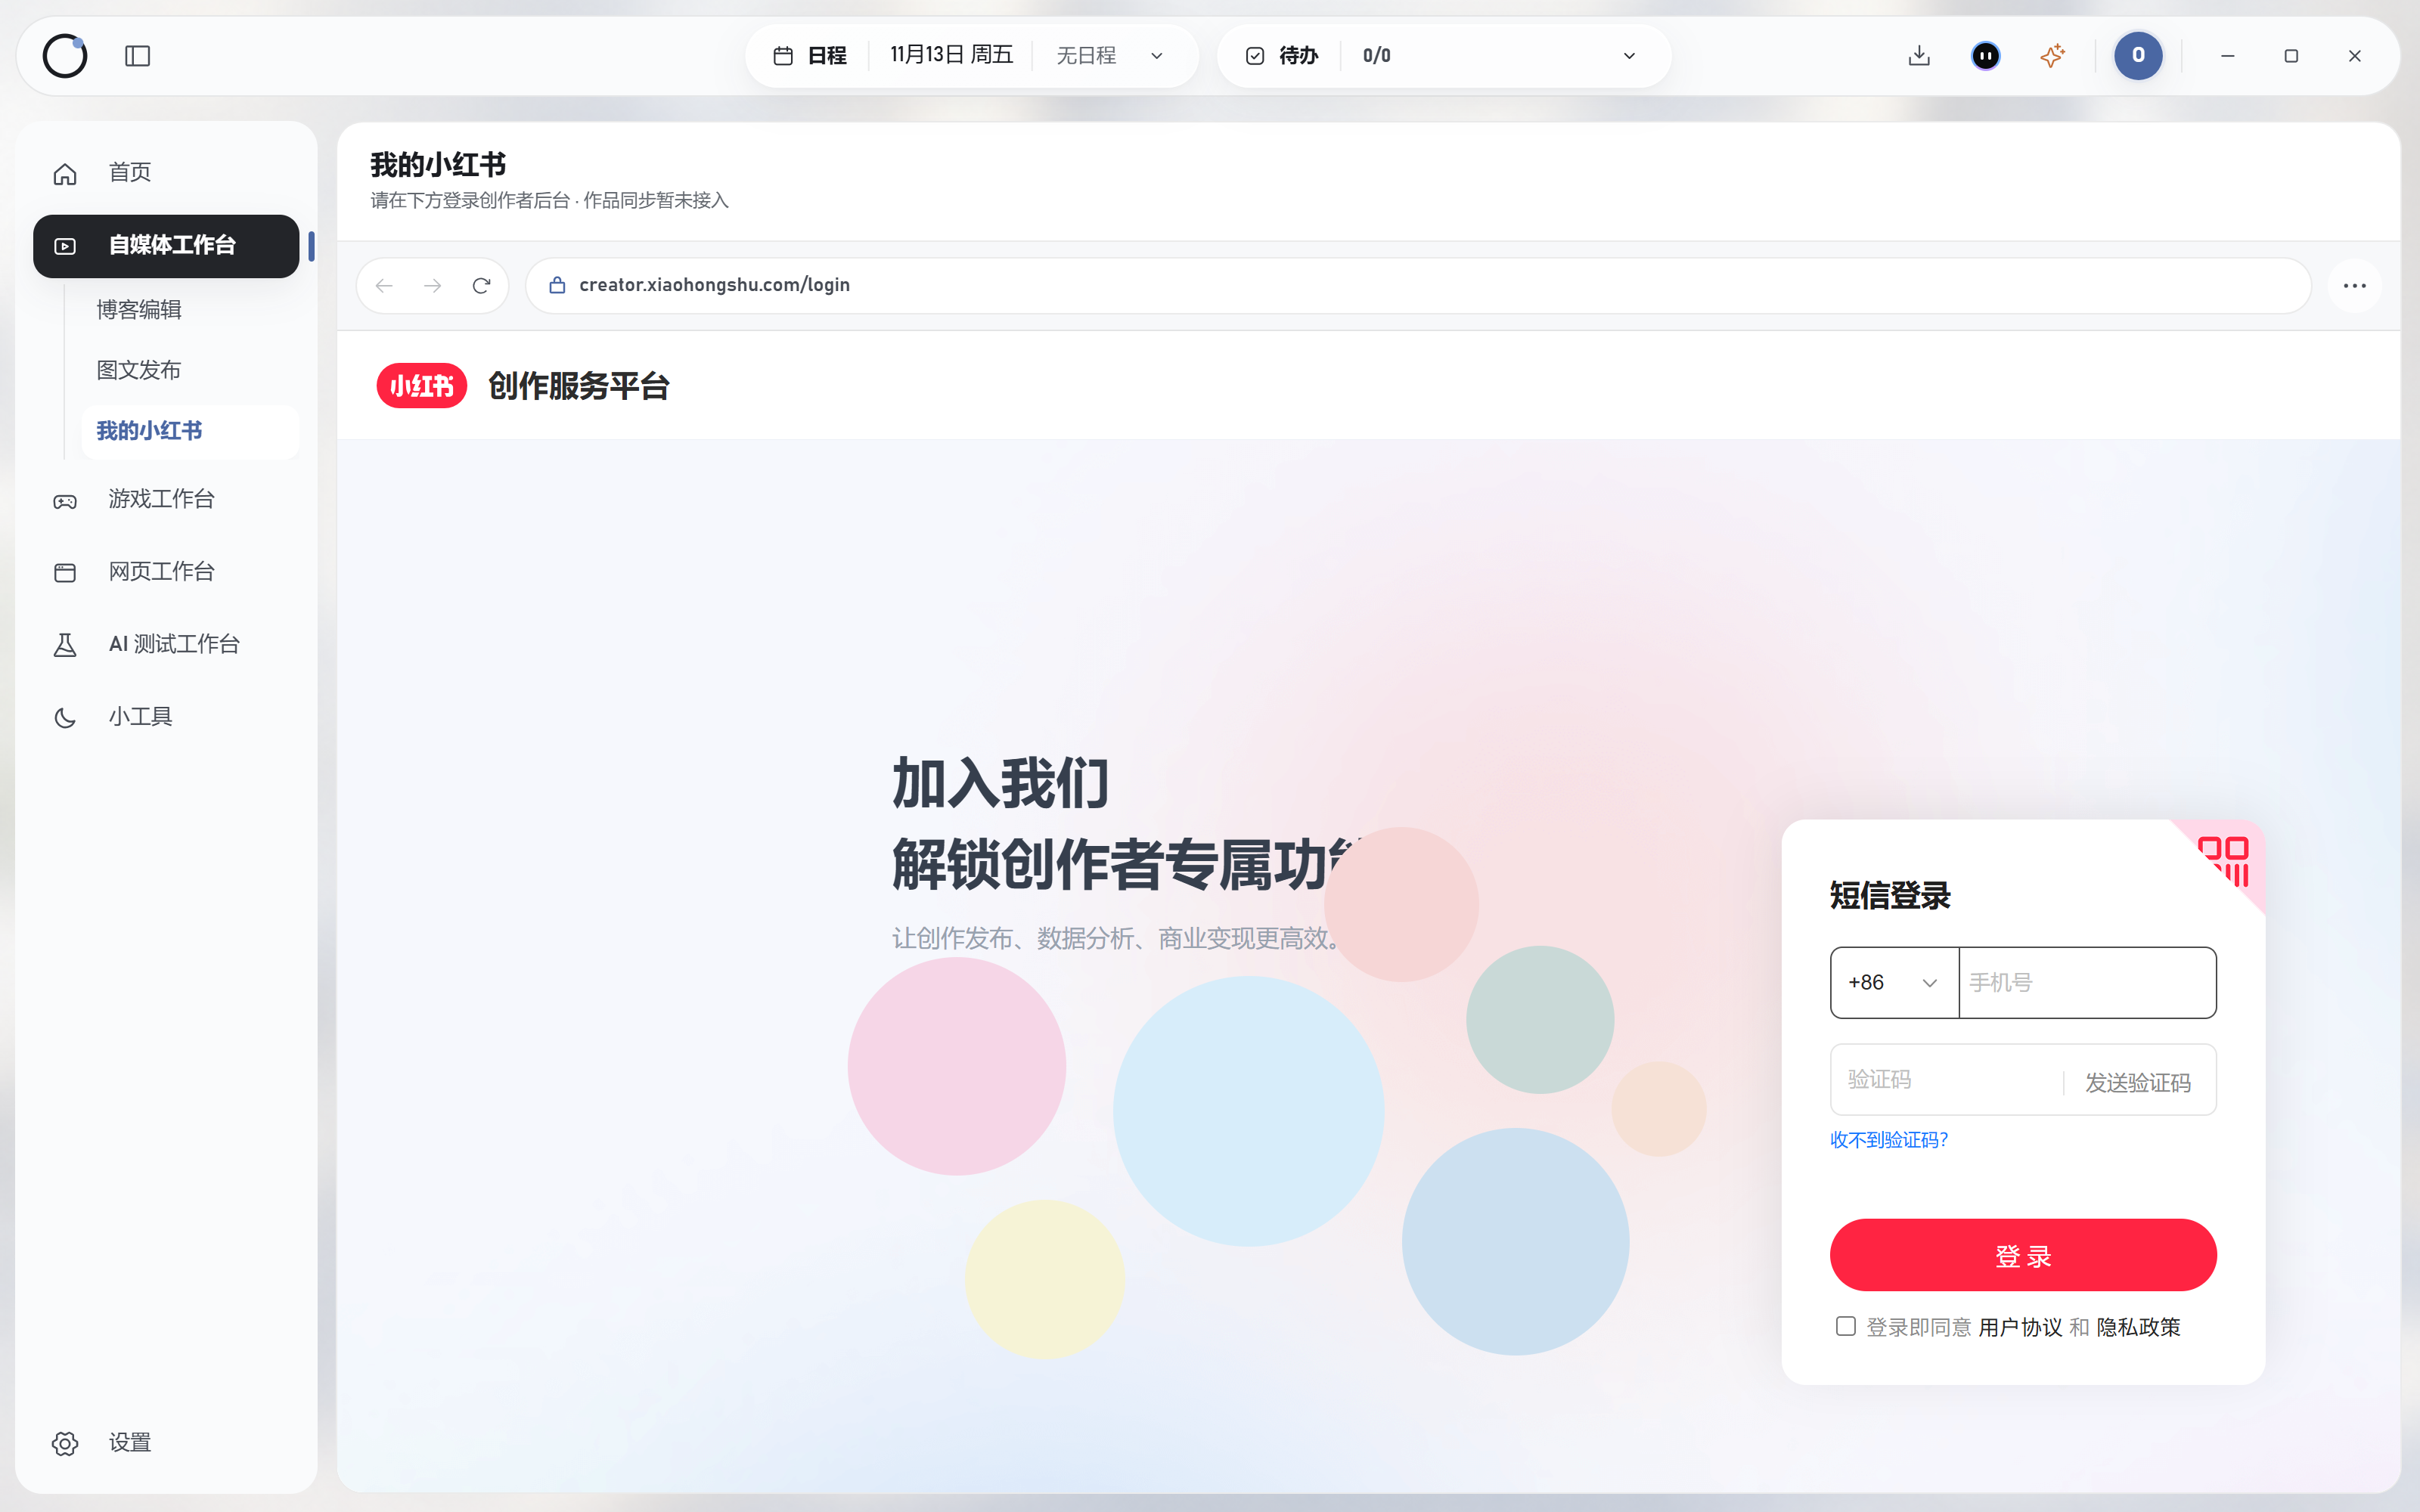 日程 11月13日 周五 无日程
待办 0/0
0
首页
自媒体工作台
博客编辑
图文发布
我的小红书
游戏工作台
网页工作台
AI 测试工作台
小工具
设置
我的小红书
请在下方登录创作者后台 · 作品同步暂未接入
creator.xiaohongshu.com/login
小红书 创作服务平台
加入我们
解锁创作者专属功
让创作发布、数据分析、商业变现更高效。
短信登录
+86 手机号
验证码 发送验证码
收不到验证码?
登 录
登录即同意 用户协议 和 隐私政策